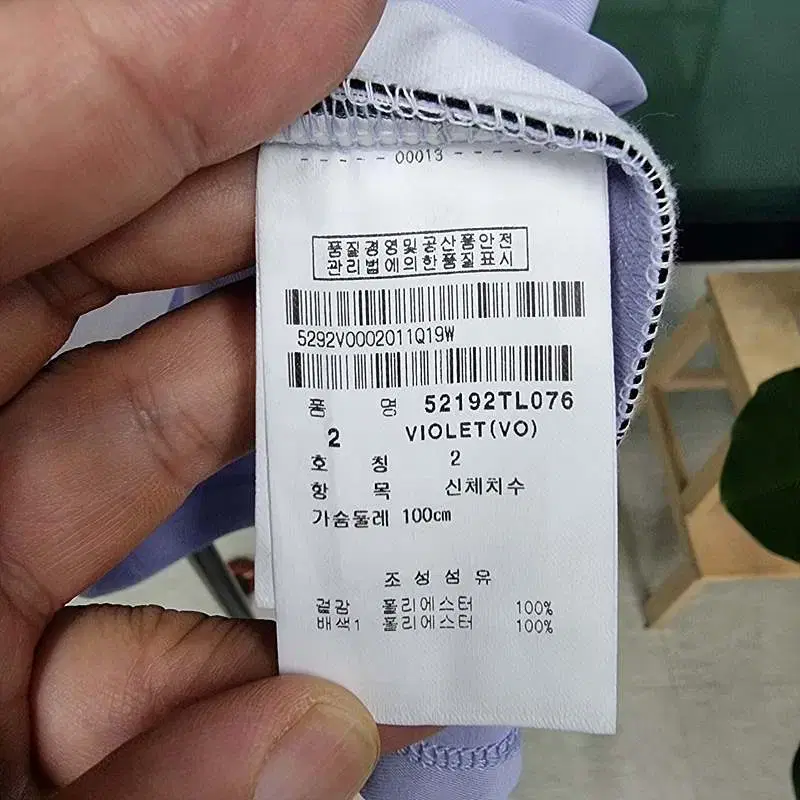 - - - - - 00013 - - - - -
품질경영및공산품안전
관리법에의한품질표시
5292V0002011Q19W
품 명 52192TL076
2 VIOLET(VO)
호 칭 2
항 목 신체치수
가슴둘레 100cm
조성섬유
겉감 폴리에스터 100%
배색1 폴리에스터 100%